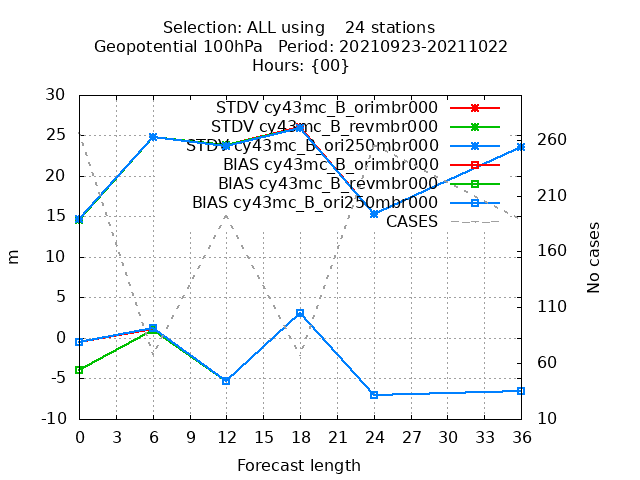 Selection: ALL using    24 stations
Geopotential 100hPa   Period: 20210923-20211022
Hours: {00}
STDV cy43mc_B_orimbr000
STDV cy43mc_B_revmbr000
STDV cy43mc_B_ori250mbr000
BIAS cy43mc_B_orimbr000
BIAS cy43mc_B_revmbr000
BIAS cy43mc_B_ori250mbr000
CASES
30
25
20
15
10
5
0
-5
-10
m
260
210
160
110
60
10
No cases
0 3 6 9 12 15 18 21 24 27 30 33 36
Forecast length